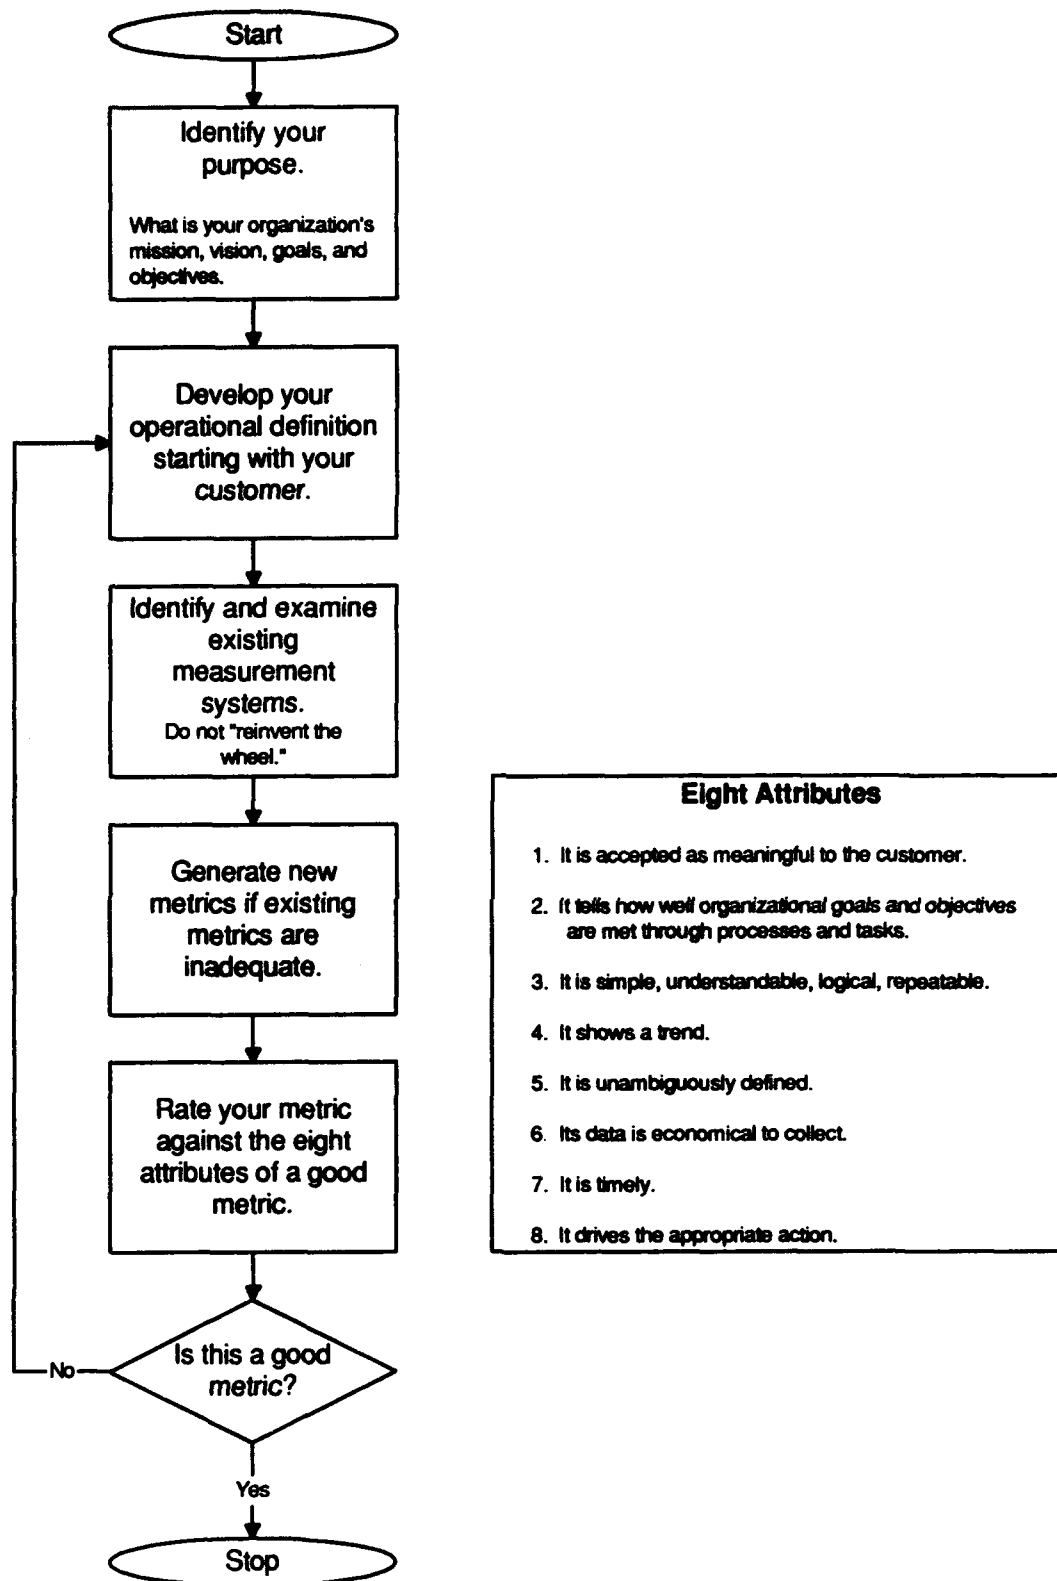 Start
Identify your
purpose.
What is your organization's
mission, vision, goals, and
objectives.
Develop your
operational definition
starting with your
customer.
Identify and examine
existing
measurement
systems.
Do not "reinvent the
wheel."
Generate new
metrics if existing
metrics are
inadequate.
Rate your metric
against the eight
attributes of a good
metric.
Is this a good
metric?
No
Yes
Stop
Eight Attributes
1. It is accepted as meaningful to the customer.
2. It tells how well organizational goals and objectives
are met through processes and tasks.
3. It is simple, understandable, logical, repeatable.
4. It shows a trend.
5. It is unambiguously defined.
6. Its data is economical to collect.
7. It is timely.
8. It drives the appropriate action.